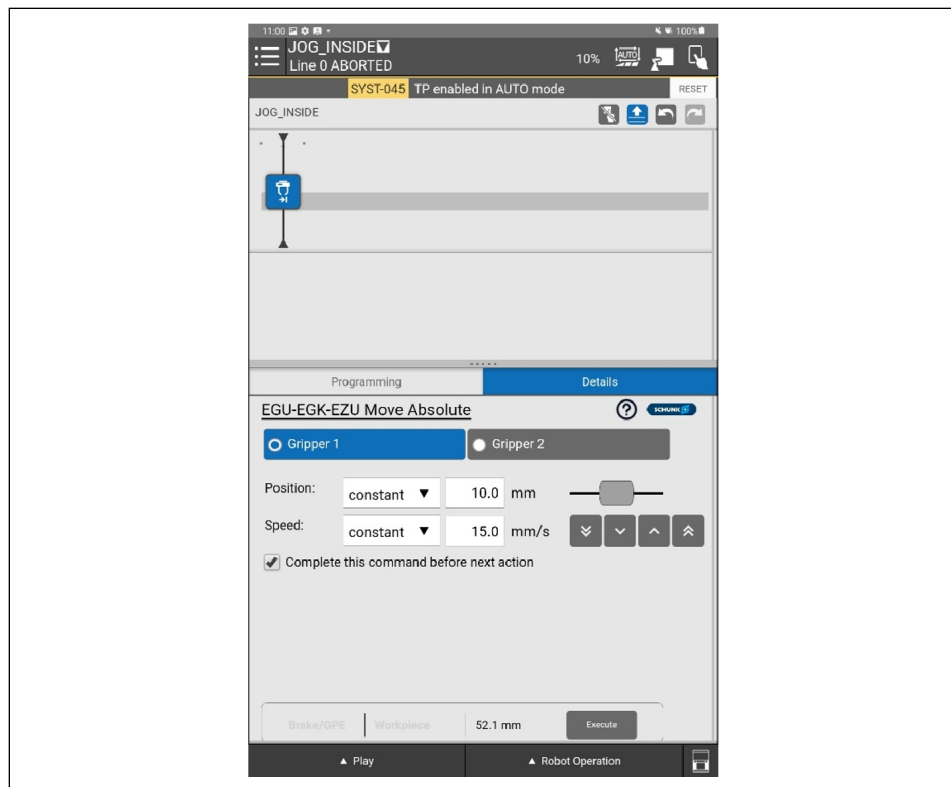 11:00 100%
JOG_INSIDE
Line 0 ABORTED
10% AUTO
SYST-045 TP enabled in AUTO mode RESET
JOG_INSIDE
Programming Details
EGU-EGK-EZU Move Absolute ? SCHUNK
Gripper 1 Gripper 2
Position: constant ▼ 10.0 mm
Speed: constant ▼ 15.0 mm/s
Complete this command before next action
Brake/GPE Workpiece 52.1 mm Execute
▲ Play ▲ Robot Operation